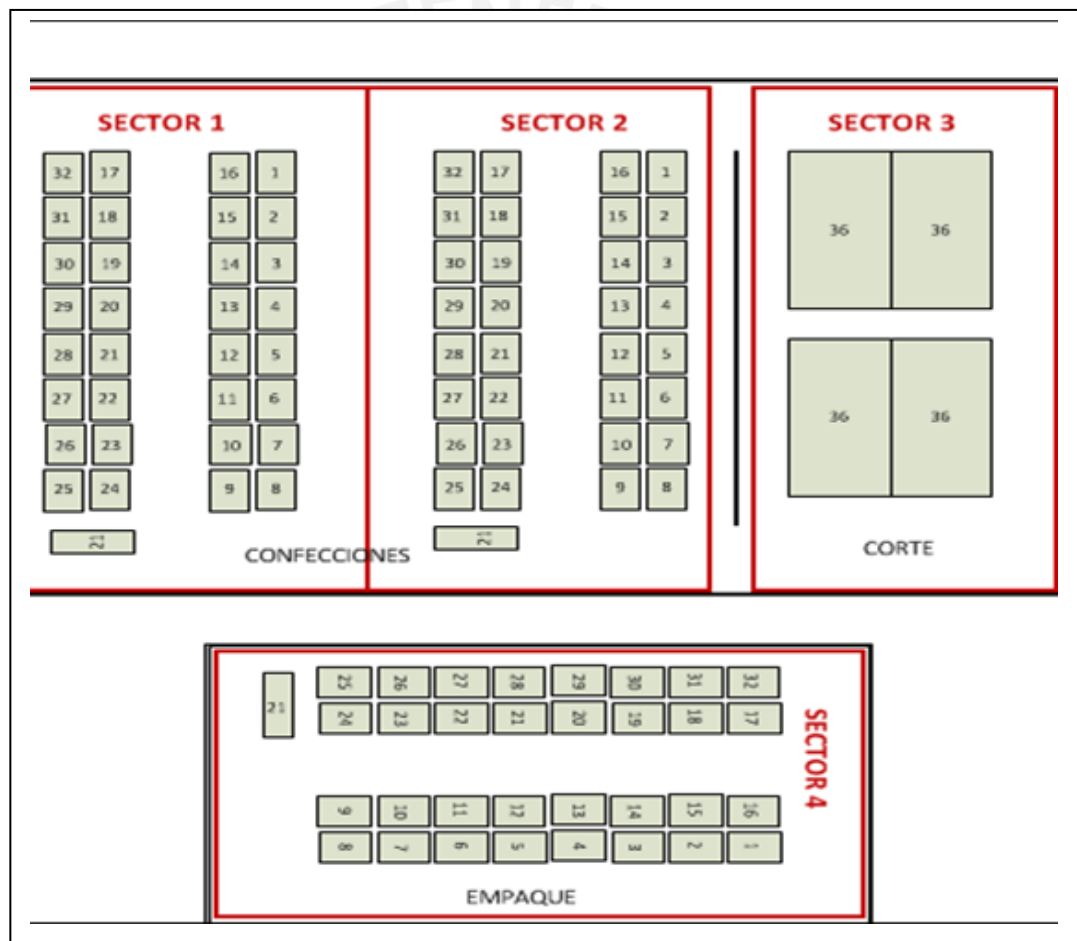 SECTOR 1 SECTOR 2 SECTOR 3
32 17 16 1 32 17 16 1
31 18 15 2 31 18 15 2 36 36
30 19 14 3 30 19 14 3
29 20 13 4 29 20 13 4
28 21 12 5 28 21 12 5
27 22 11 6 27 22 11 6 36 36
26 23 10 7 26 23 10 7
25 24 9 8 25 24 9 8
21 21
CONFECCIONES CORTE
25 26 27 28 29 30 31 32
21
24 23 22 21 20 19 18 17
SECTOR 4
9 10 11 12 13 14 15 16
8 7 6 5 4 3 2 1
EMPAQUE